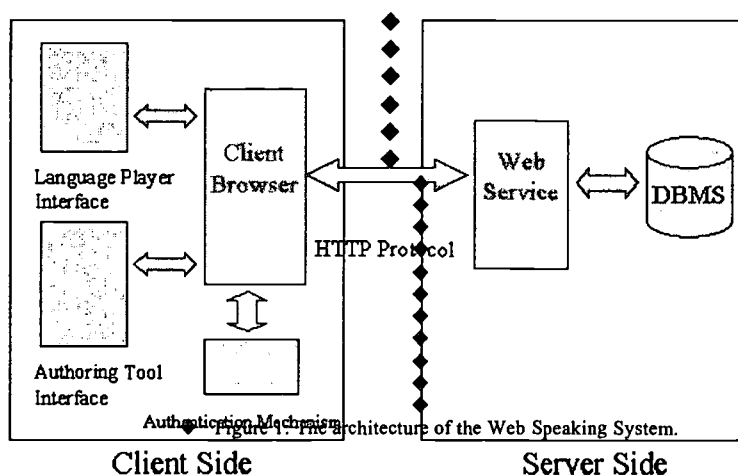 Language Player
Interface
Client
Browser
Web
Service
DBMS
HTTP Protocol
Authoring Tool
Interface
Authentication Mechanism
Figure 1. The architecture of the Web Speaking System.
Client Side
Server Side